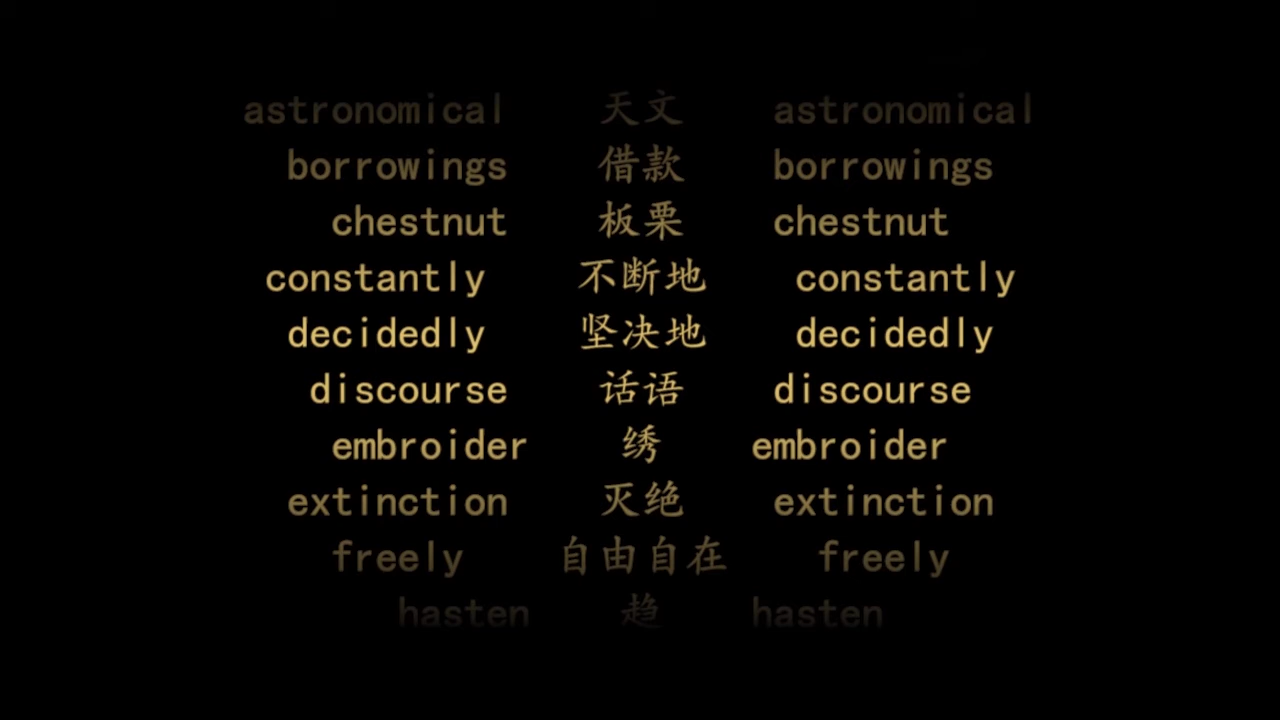 astronomical 天文 astronomical
borrowings 借款 borrowings
chestnut 板栗 chestnut
constantly 不断地 constantly
decidedly 坚决地 decidedly
discourse 话语 discourse
embroider 绣 embroider
extinction 灭绝 extinction
freely 自由自在 freely
hasten 趋 hasten